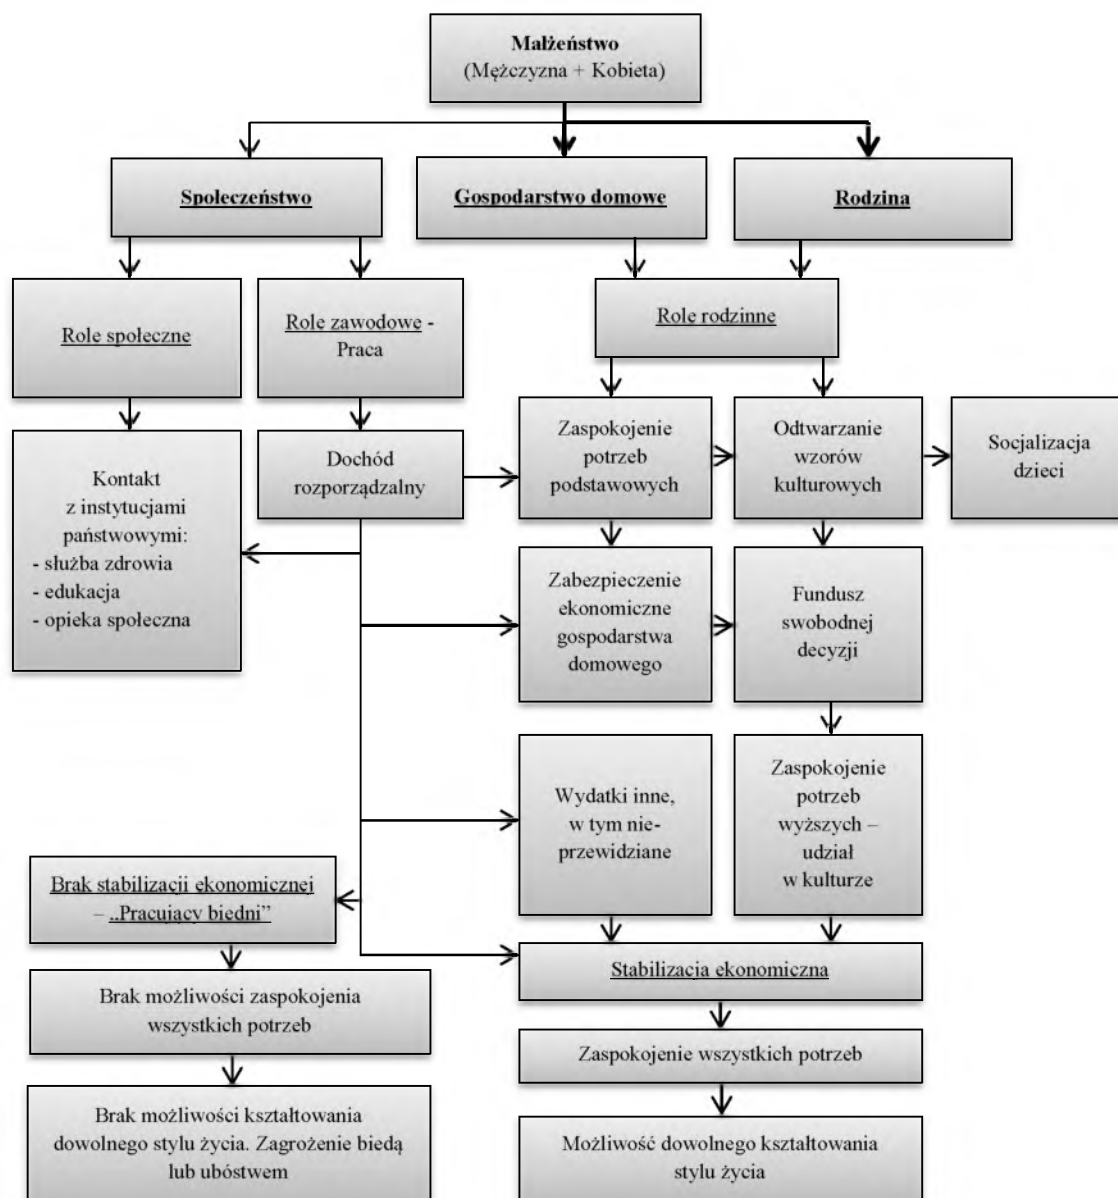 Małżeństwo
(Mężczyzna + Kobieta)
Społeczeństwo
Gospodarstwo domowe
Rodzina
Role społeczne
Role zawodowe -
Praca
Role rodzinne
Kontakt
z instytucjami
państwowymi:
- służba zdrowia
- edukacja
- opieka społeczna
Dochód
rozporządzalny
Zaspokojenie
potrzeb
podstawowych
Odtwarzanie
wzorów
kulturowych
Socjalizacja
dzieci
Zabezpieczenie
ekonomiczne
gospodarstwa
domowego
Fundusz
swobodnej
decyzji
Wydatki inne,
w tym nie-
przewidziane
Zaspokojenie
potrzeb
wyższych –
udział
w kulturze
Brak stabilizacji ekonomicznej
– „Pracujący biedni”
Stabilizacja ekonomiczna
Brak możliwości zaspokojenia
wszystkich potrzeb
Zaspokojenie wszystkich potrzeb
Brak możliwości kształtowania
dowolnego stylu życia. Zagrożenie biedą
lub ubóstwem
Możliwość dowolnego kształtowania
stylu życia